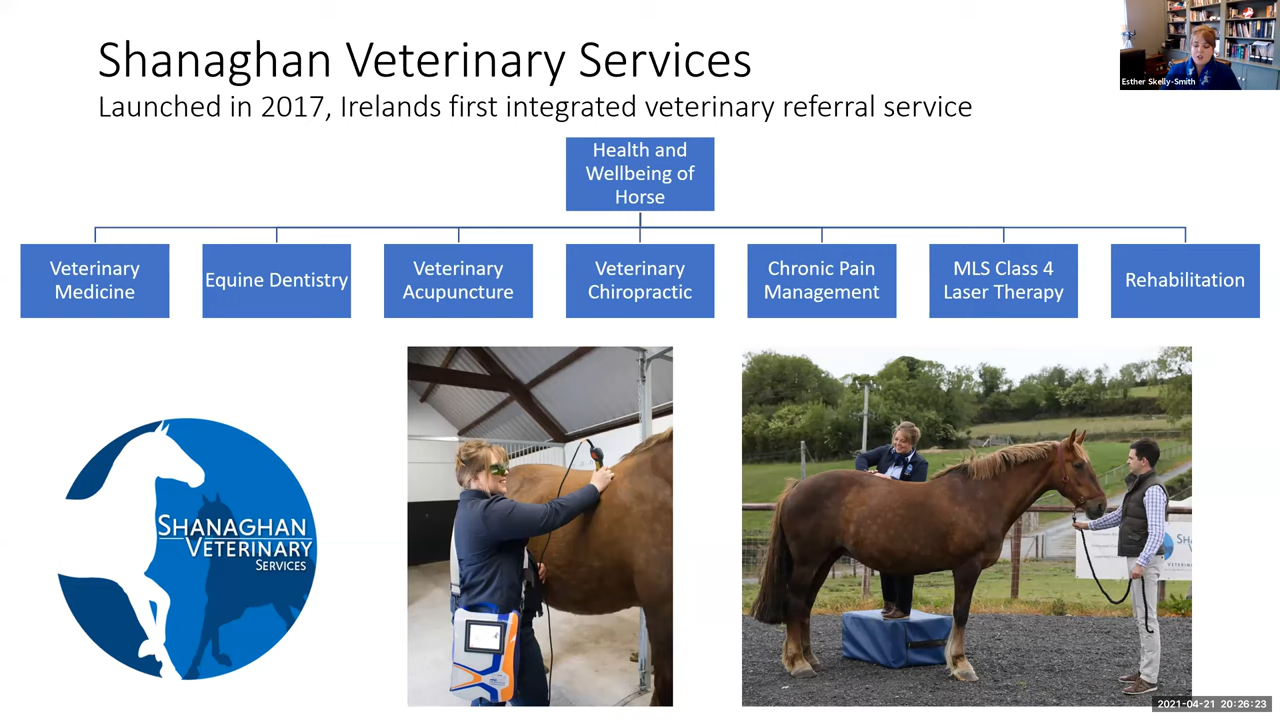 Shanaghan Veterinary Services
Launched in 2017, Irelands first integrated veterinary referral service
Esther Skelly-Smith
Health and
Wellbeing of
Horse
Veterinary
Medicine
Equine Dentistry
Veterinary
Acupuncture
Veterinary
Chiropractic
Chronic Pain
Management
MLS Class 4
Laser Therapy
Rehabilitation
SHANAGHAN
VETERINARY
SERVICES
2021-04-21 20:26:23